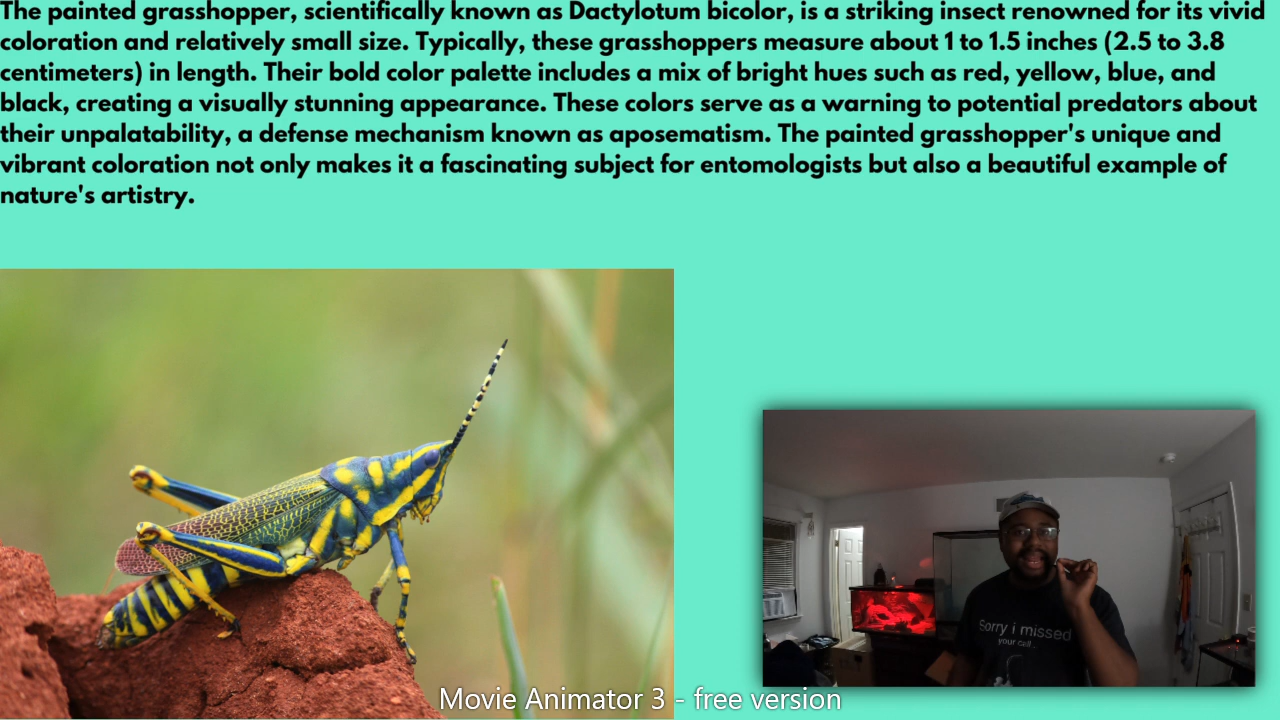 The painted grasshopper, scientifically known as Dactylotum bicolor, is a striking insect renowned for its vivid
coloration and relatively small size. Typically, these grasshoppers measure about 1 to 1.5 inches (2.5 to 3.8
centimeters) in length. Their bold color palette includes a mix of bright hues such as red, yellow, blue, and
black, creating a visually stunning appearance. These colors serve as a warning to potential predators about
their unpalatability, a defense mechanism known as aposematism. The painted grasshopper's unique and
vibrant coloration not only makes it a fascinating subject for entomologists but also a beautiful example of
nature's artistry.
Sorry i missed
your call.
Movie Animator 3 - free version